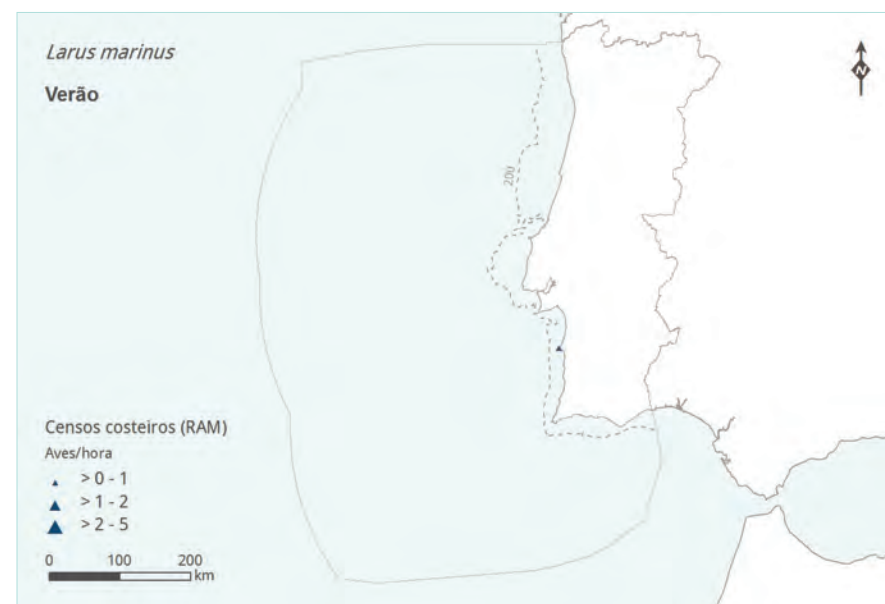 Larus marinus
Verão
N
200
Censos costeiros (RAM)
Aves/hora
> 0 - 1
> 1 - 2
> 2 - 5
0 100 200
km